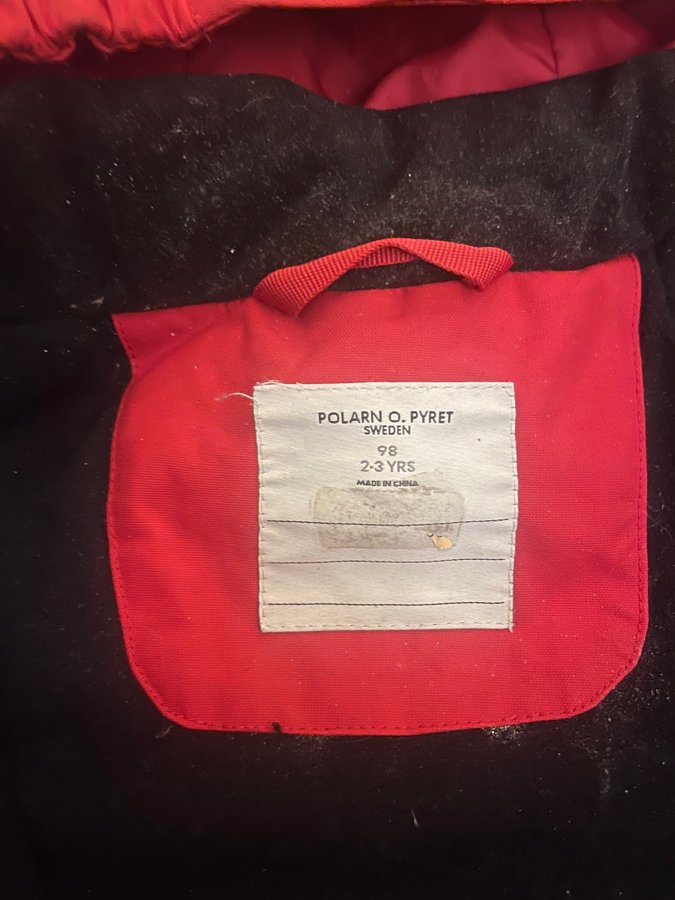 POLARN O. PYRET
SWEDEN
98
2-3 YRS
MADE IN CHINA